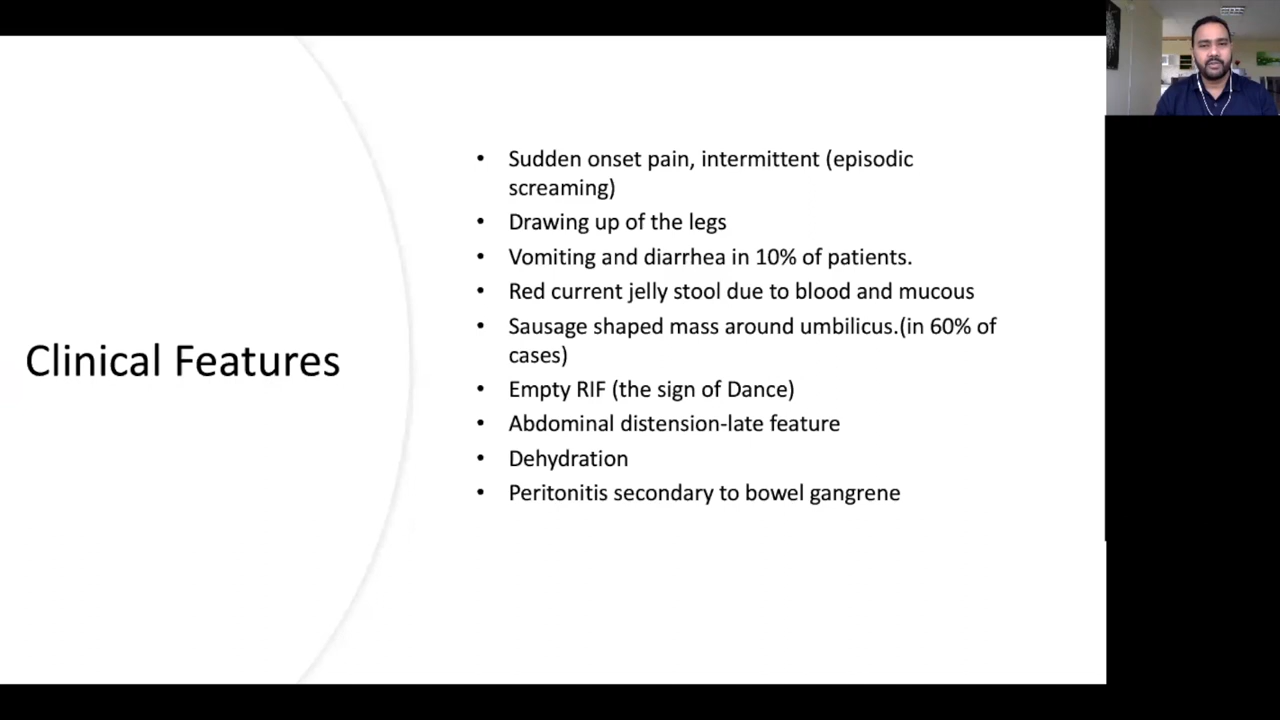 Clinical Features
• Sudden onset pain, intermittent (episodic
screaming)
• Drawing up of the legs
• Vomiting and diarrhea in 10% of patients.
• Red current jelly stool due to blood and mucous
• Sausage shaped mass around umbilicus.(in 60% of
cases)
• Empty RIF (the sign of Dance)
• Abdominal distension-late feature
• Dehydration
• Peritonitis secondary to bowel gangrene